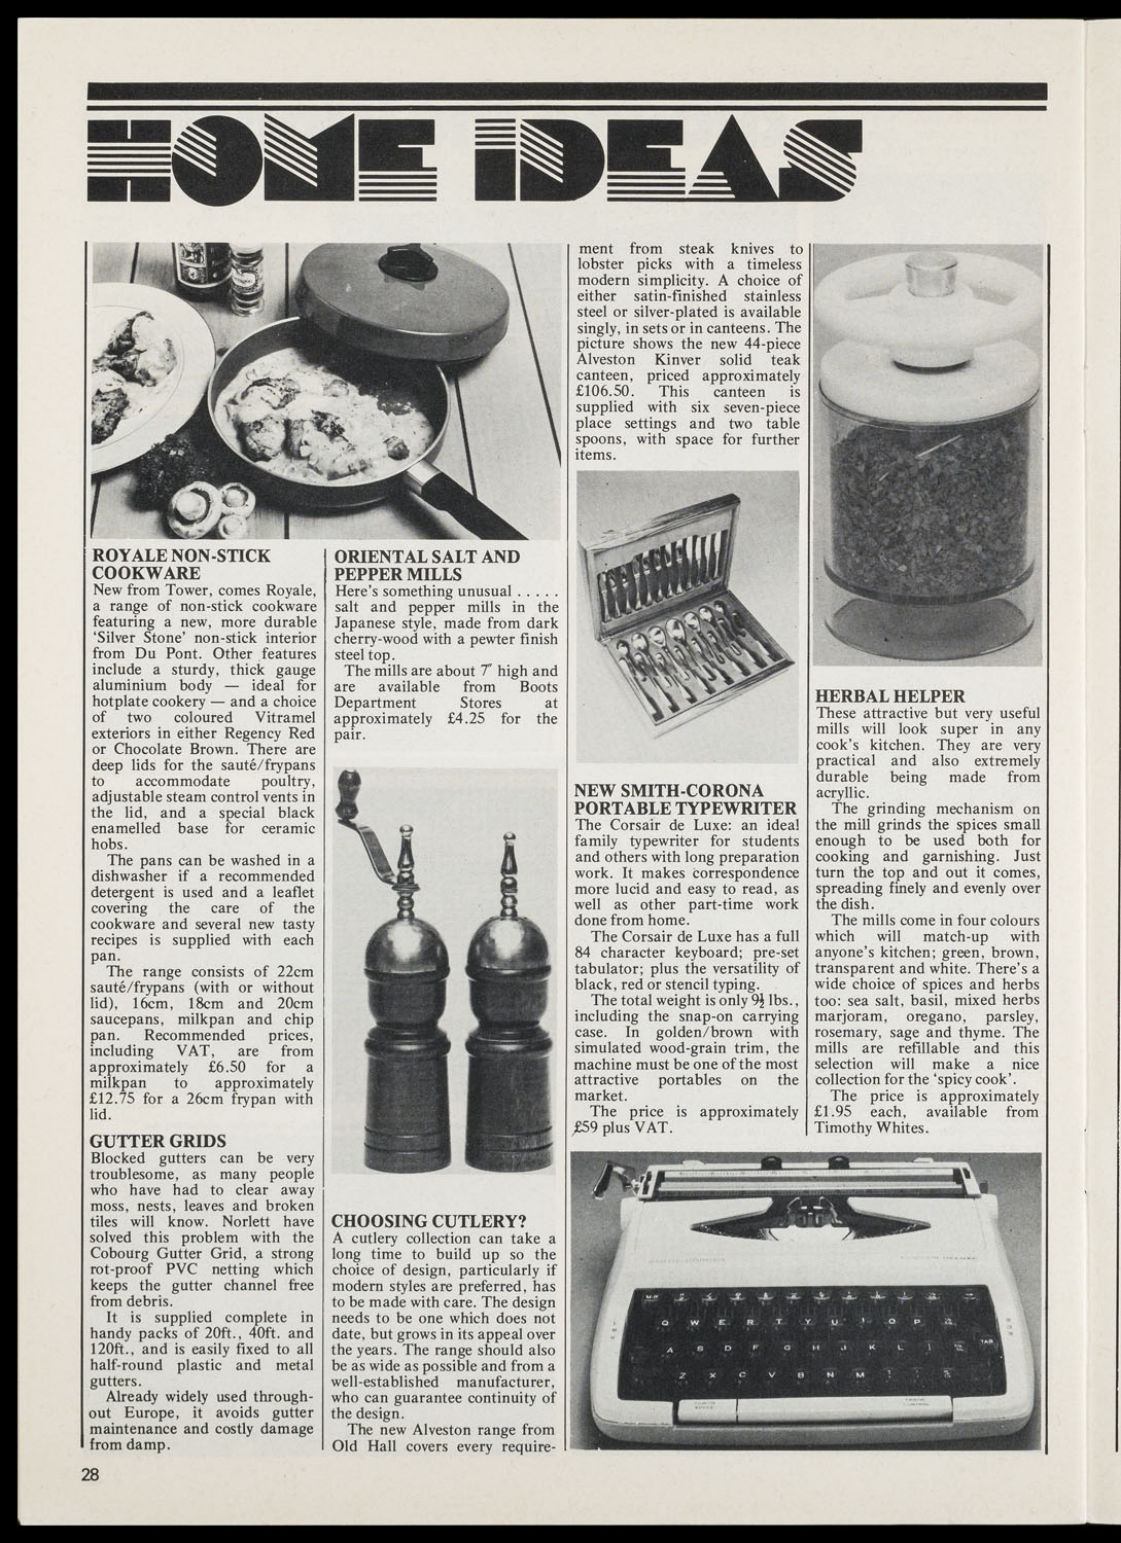 HOME iDEAS
ROYALE NON-STICK
COOKWARE
New from Tower, comes Royale,
a range of non-stick cookware
featuring a new, more durable
‘Silver Stone’ non-stick interior
from Du Pont. Other features
include a sturdy, thick gauge
aluminium body — ideal for
hotplate cookery — and a choice
of two coloured Vitramel
exteriors in either Regency Red
or Chocolate Brown. There are
deep lids for the sauté/frypans
to accommodate poultry,
adjustable steam control vents in
the lid, and a special black
enamelled base for ceramic
hobs.
The pans can be washed in a
dishwasher if a recommended
detergent is used and a leaflet
covering the care of the
cookware and several new tasty
recipes is supplied with each
pan.
The range consists of 22cm
sauté/frypans (with or without
lid), 16cm, 18cm and 20cm
saucepans, milkpan and chip
pan. Recommended prices,
including VAT, are from
approximately £6.50 for a
milkpan to approximately
£12.75 for a 26cm frypan with
lid.
GUTTER GRIDS
Blocked gutters can be very
troublesome, as many people
who have had to clear away
moss, nests, leaves and broken
tiles will know. Norlett have
solved this problem with the
Cobourg Gutter Grid, a strong
rot-proof PVC netting which
keeps the gutter channel free
from debris.
It is supplied complete in
handy packs of 20ft., 40ft. and
120ft., and is easily fixed to all
half-round plastic and metal
gutters.
Already widely used through-
out Europe, it avoids gutter
maintenance and costly damage
from damp.
ORIENTAL SALT AND
PEPPER MILLS
Here's something unusual . . . . .
salt and pepper mills in the
Japanese style, made from dark
cherry-wood with a pewter finish
steel top.
The mills are about 7" high and
are available from Boots
Department Stores at
approximately £4.25 for the
pair.
CHOOSING CUTLERY?
A cutlery collection can take a
long time to build up so the
choice of design, particularly if
modern styles are preferred, has
to be made with care. The design
needs to be one which does not
date, but grows in its appeal over
the years. The range should also
be as wide as possible and from a
well-established manufacturer,
who can guarantee continuity of
the design.
The new Alveston range from
Old Hall covers every require-
ment from steak knives to
lobster picks with a timeless
modern simplicity. A choice of
either satin-finished stainless
steel or silver-plated is available
singly, in sets or in canteens. The
picture shows the new 44-piece
Alveston Kinver solid teak
canteen, priced approximately
£106.50. This canteen is
supplied with six seven-piece
place settings and two table
spoons, with space for further
items.
NEW SMITH-CORONA
PORTABLE TYPEWRITER
The Corsair de Luxe: an ideal
family typewriter for students
and others with long preparation
work. It makes correspondence
more lucid and easy to read, as
well as other part-time work
done from home.
The Corsair de Luxe has a full
84 character keyboard; pre-set
tabulator; plus the versatility of
black, red or stencil typing.
The total weight is only 9½ lbs.,
including the snap-on carrying
case. In golden/brown with
simulated wood-grain trim, the
machine must be one of the most
attractive portables on the
market.
The price is approximately
£59 plus VAT.
HERBAL HELPER
These attractive but very useful
mills will look super in any
cook's kitchen. They are very
practical and also extremely
durable being made from
acryllic.
The grinding mechanism on
the mill grinds the spices small
enough to be used both for
cooking and garnishing. Just
turn the top and out it comes,
spreading finely and evenly over
the dish.
The mills come in four colours
which will match-up with
anyone's kitchen; green, brown,
transparent and white. There's a
wide choice of spices and herbs
too: sea salt, basil, mixed herbs
marjoram, oregano, parsley,
rosemary, sage and thyme. The
mills are refillable and this
selection will make a nice
collection for the ‘spicy cook’.
The price is approximately
£1.95 each, available from
Timothy Whites.
Q W E R T Y U I O P
TAB
A S D F G H J K L
Z X C V B N M
28